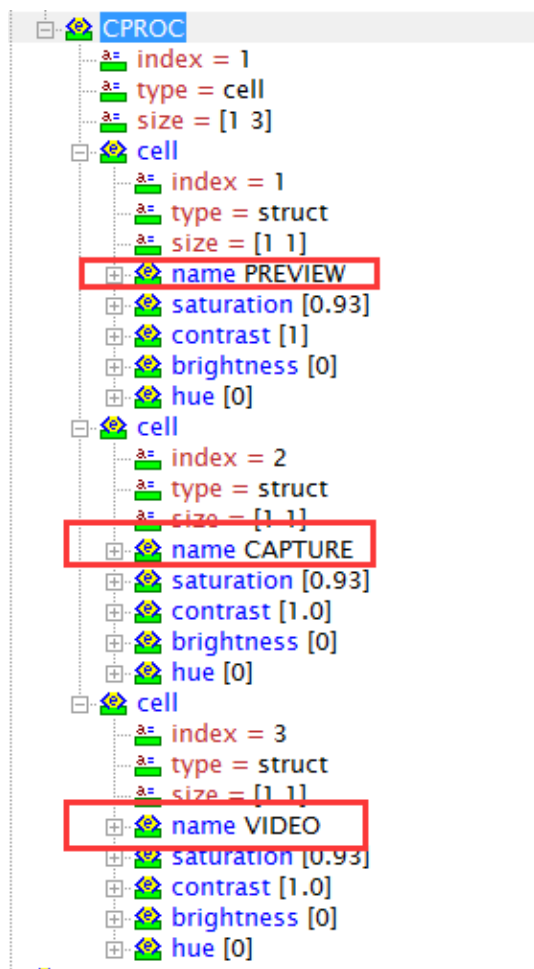 CPROC
a= index = 1
a= type = cell
a= size = [1 3]
cell
a= index = 1
a= type = struct
a= size = [1 1]
name PREVIEW
saturation [0.93]
contrast [1]
brightness [0]
hue [0]
cell
a= index = 2
a= type = struct
a= size = [1 1]
name CAPTURE
saturation [0.93]
contrast [1.0]
brightness [0]
hue [0]
cell
a= index = 3
a= type = struct
a= size = [1 1]
name VIDEO
saturation [0.93]
contrast [1.0]
brightness [0]
hue [0]